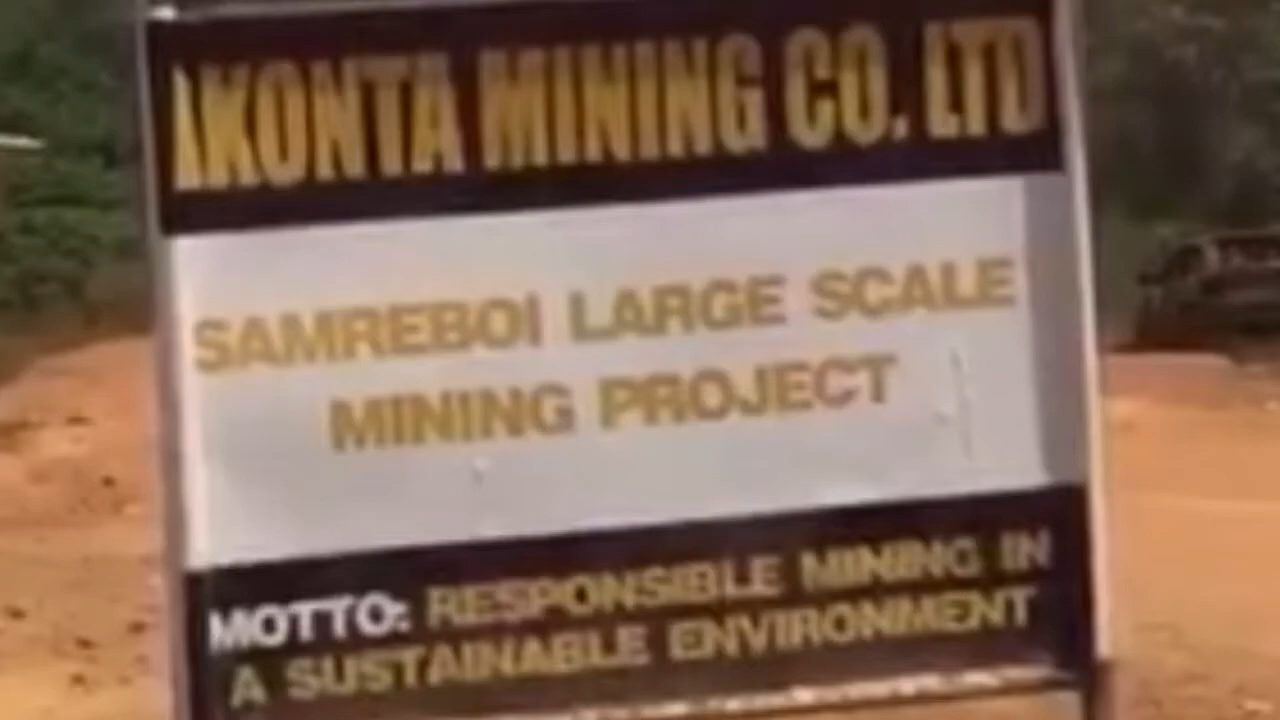 AKONTA MINING CO. LTD
SAMREBOI LARGE SCALE
MINING PROJECT
MOTTO: RESPONSIBLE MINING IN
A SUSTAINABLE ENVIRONMENT